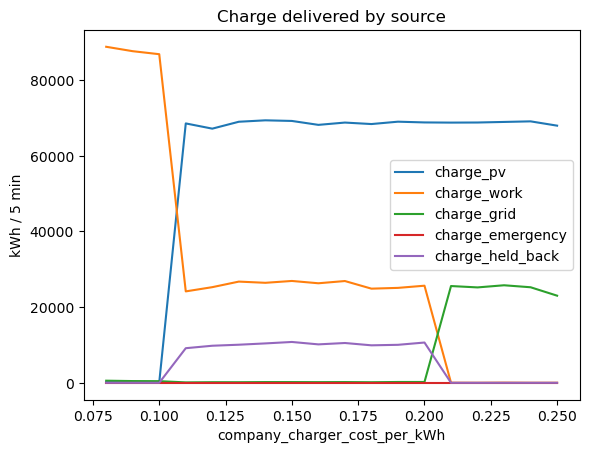 Charge delivered by source
kWh / 5 min
80000
60000
40000
20000
0
charge_pv
charge_work
charge_grid
charge_emergency
charge_held_back
0.075 0.100 0.125 0.150 0.175 0.200 0.225 0.250
company_charger_cost_per_kWh